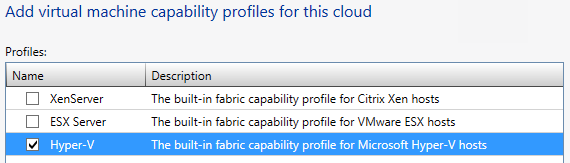 Add virtual machine capability profiles for this cloud
Profiles:
Name Description
XenServer The built-in fabric capability profile for Citrix Xen hosts
ESX Server The built-in fabric capability profile for VMware ESX hosts
Hyper-V The built-in fabric capability profile for Microsoft Hyper-V hosts